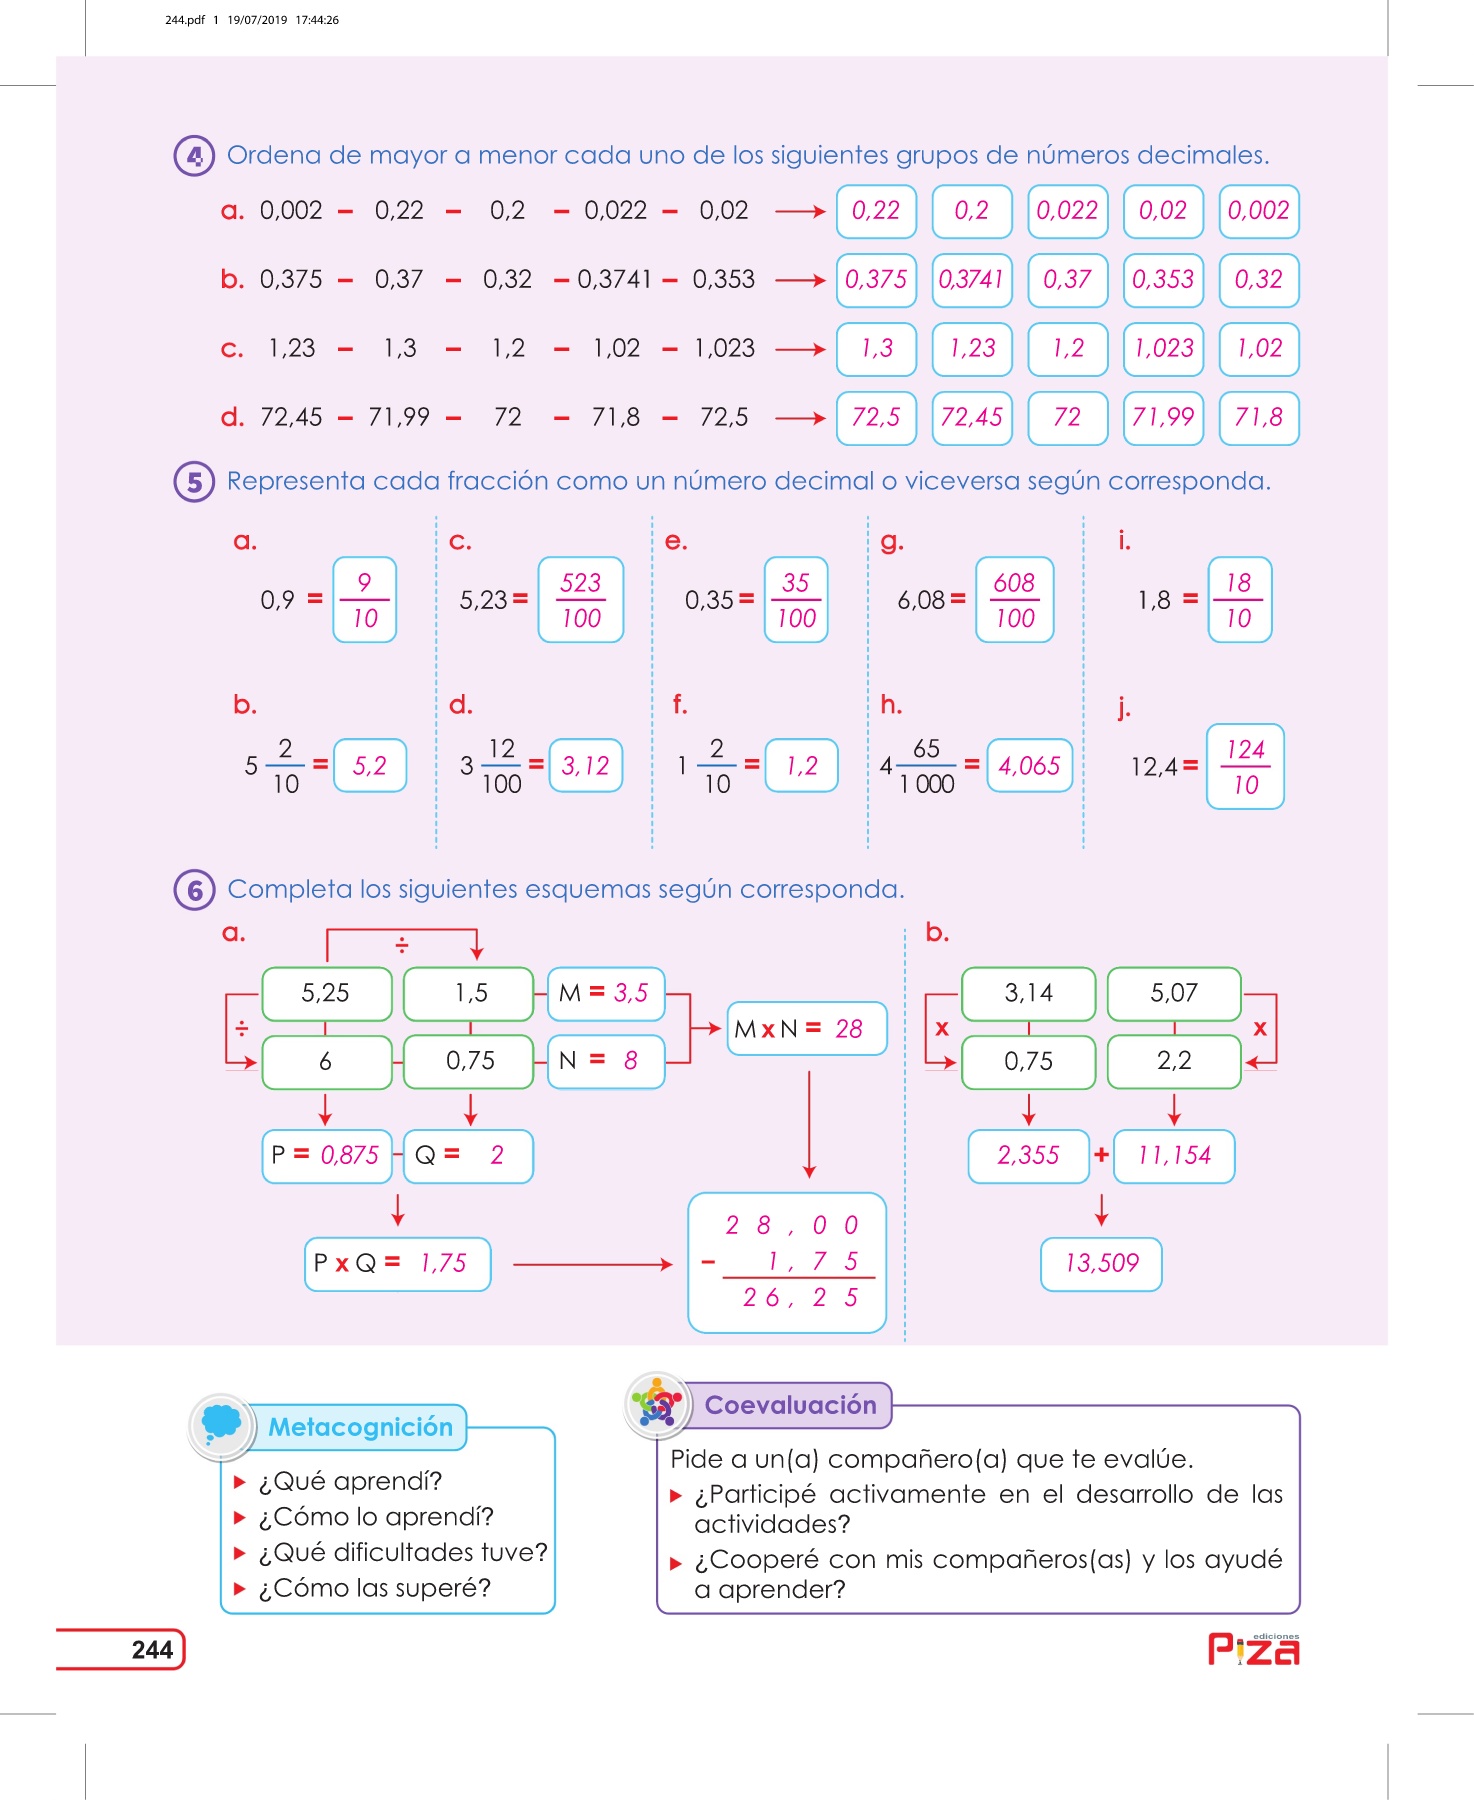 244.pdf 1 19/07/2019 17:44:26
4 Ordena de mayor a menor cada uno de los siguientes grupos de números decimales.
a. 0,002 – 0,22 – 0,2 – 0,022 – 0,02 → 0,22 0,2 0,022 0,02 0,002
b. 0,375 – 0,37 – 0,32 – 0,3741 – 0,353 → 0,375 0,3741 0,37 0,353 0,32
c. 1,23 – 1,3 – 1,2 – 1,02 – 1,023 → 1,3 1,23 1,2 1,023 1,02
d. 72,45 – 71,99 – 72 – 71,8 – 72,5 → 72,5 72,45 72 71,99 71,8
5 Representa cada fracción como un número decimal o viceversa según corresponda.
a. c. e. g. i.
0,9 = 9/10 5,23 = 523/100 0,35 = 35/100 6,08 = 608/100 1,8 = 18/10
b. d. f. h. j.
5 2/10 = 5,2 3 12/100 = 3,12 1 2/10 = 1,2 4 65/1 000 = 4,065 12,4 = 124/10
6 Completa los siguientes esquemas según corresponda.
a. ÷
5,25 1,5 M = 3,5
÷
M x N = 28
6 0,75 N = 8
P = 0,875 Q = 2
P x Q = 1,75
28,00
– 1,75
26,25
b.
3,14 5,07
x x
0,75 2,2
2,355 + 11,154
13,509
Metacognición
¿Qué aprendí?
¿Cómo lo aprendí?
¿Qué dificultades tuve?
¿Cómo las superé?
Coevaluación
Pide a un(a) compañero(a) que te evalúe.
¿Participé activamente en el desarrollo de las
actividades?
¿Cooperé con mis compañeros(as) y los ayudé
a aprender?
244
ediciones
Piza